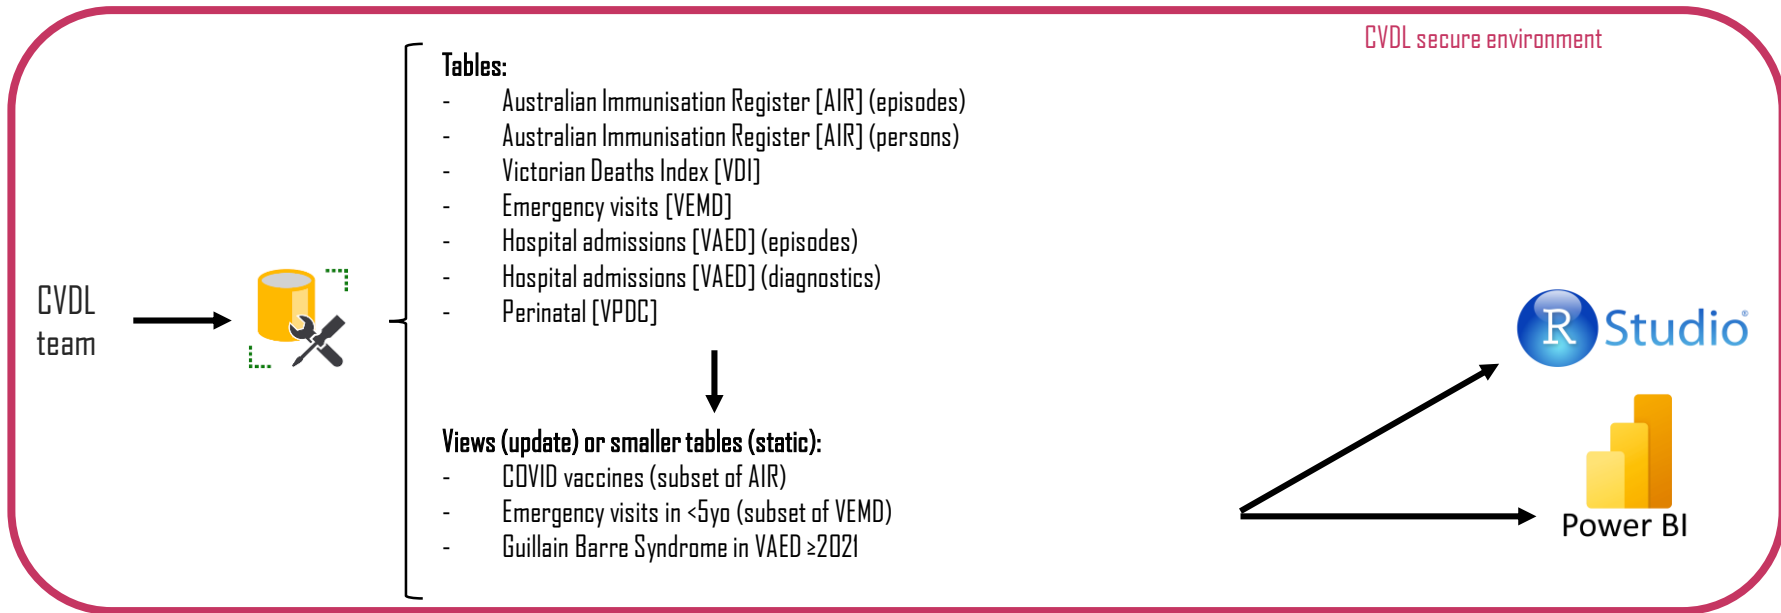 CVDL secure environment
Tables:
- Australian Immunisation Register [AIR] (episodes)
- Australian Immunisation Register [AIR] (persons)
- Victorian Deaths Index [VDI]
- Emergency visits [VEMD]
- Hospital admissions [VAED] (episodes)
- Hospital admissions [VAED] (diagnostics)
- Perinatal [VPDC]
CVDL
team
Views (update) or smaller tables (static):
- COVID vaccines (subset of AIR)
- Emergency visits in <5yo (subset of VEMD)
- Guillain Barre Syndrome in VAED ≥2021
R Studio®
Power BI